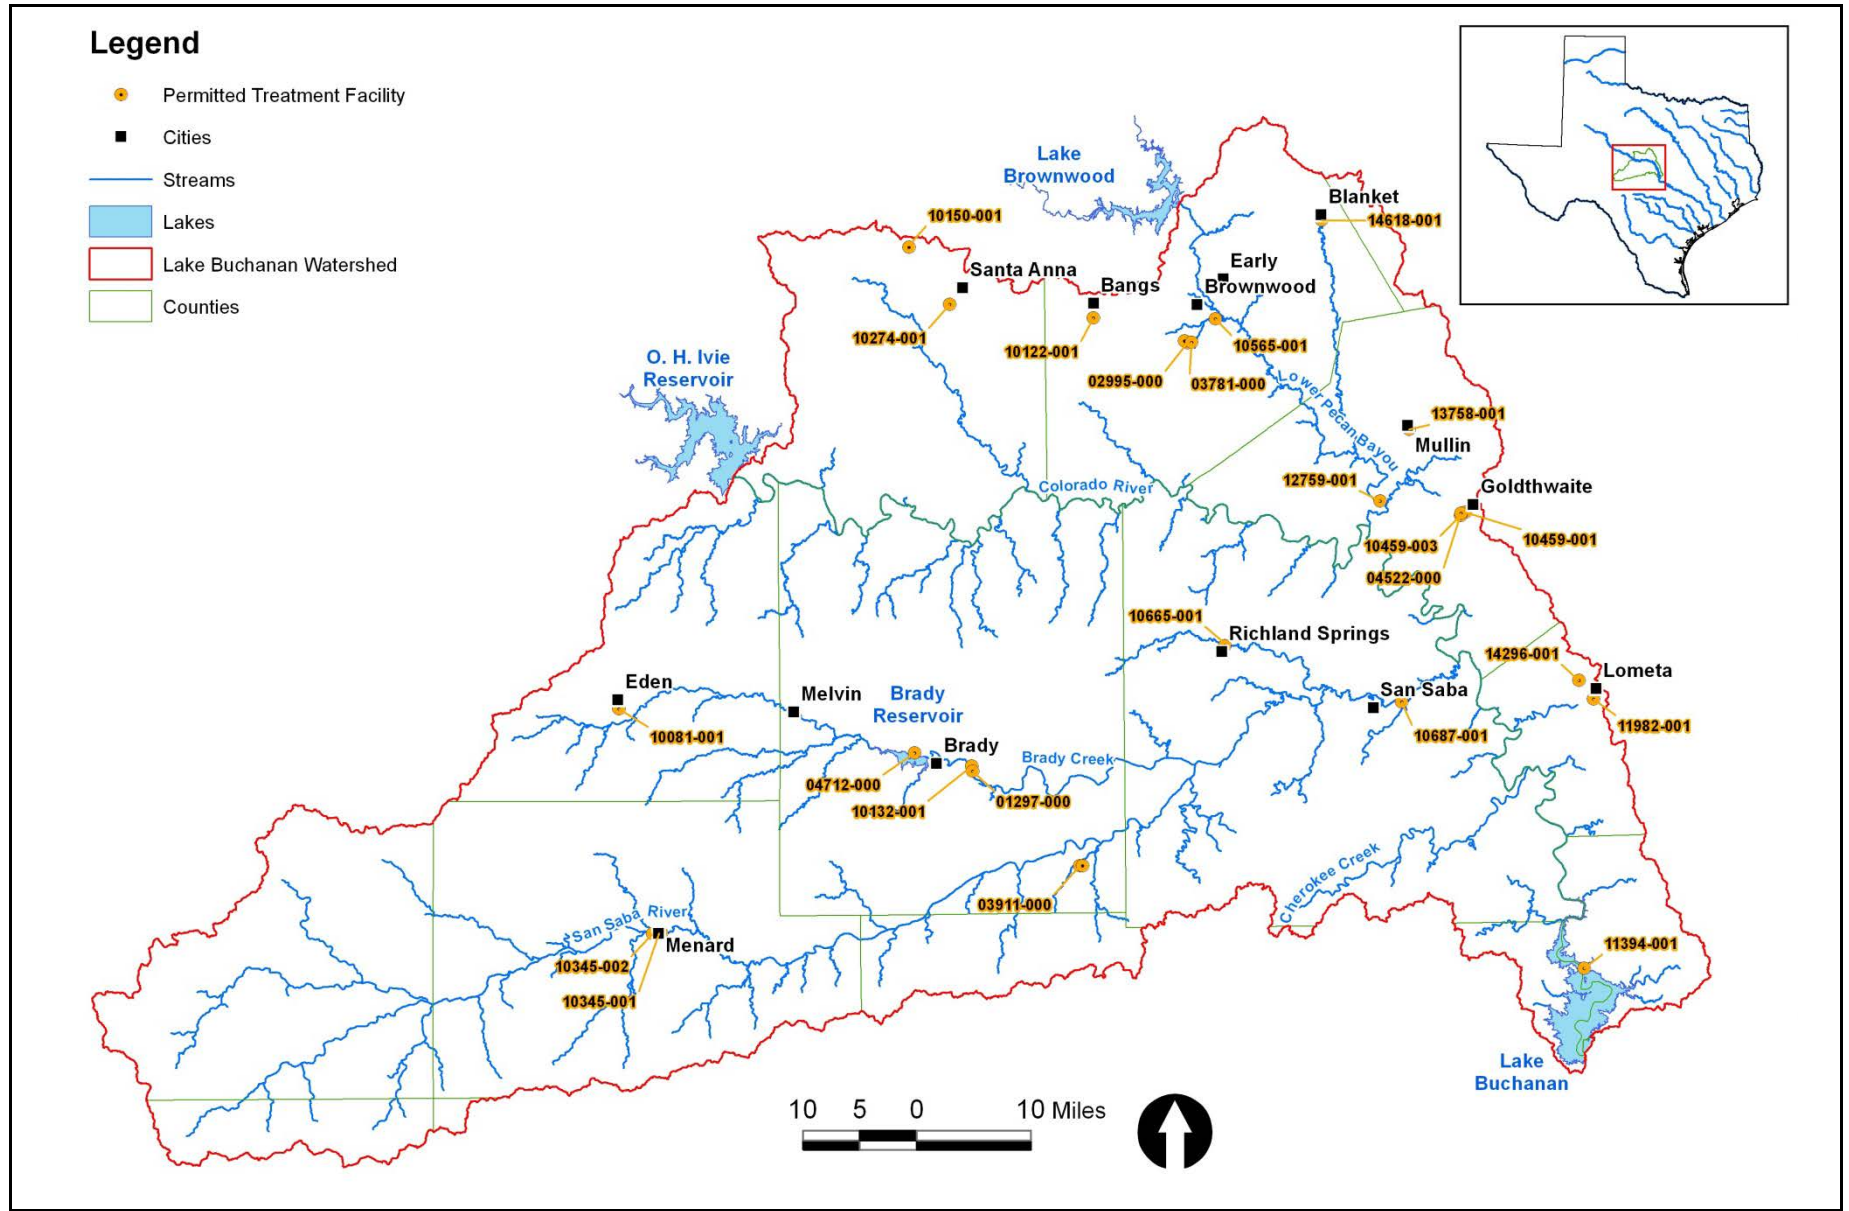 Legend
Permitted Treatment Facility
Cities
Streams
Lakes
Lake Buchanan Watershed
Counties
Lake
Brownwood
Blanket
14618-001
10150-001
Santa Anna
Early
Bangs
Brownwood
10274-001
10122-001
10565-001
02995-000
03781-000
O. H. Ivie
Reservoir
Lower Pecan Bayou
13758-001
Mullin
12759-001
Goldthwaite
Colorado River
10459-003
10459-001
04522-000
10665-001
Richland Springs
14296-001
Lometa
Eden
Melvin
Brady
Reservoir
San Saba
10081-001
10687-001
11982-001
Brady
Brady Creek
04712-000
10132-001
01297-000
Cherokee Creek
03911-000
San Saba River
Menard
10345-002
10345-001
11394-001
Lake
Buchanan
10 5 0 10 Miles